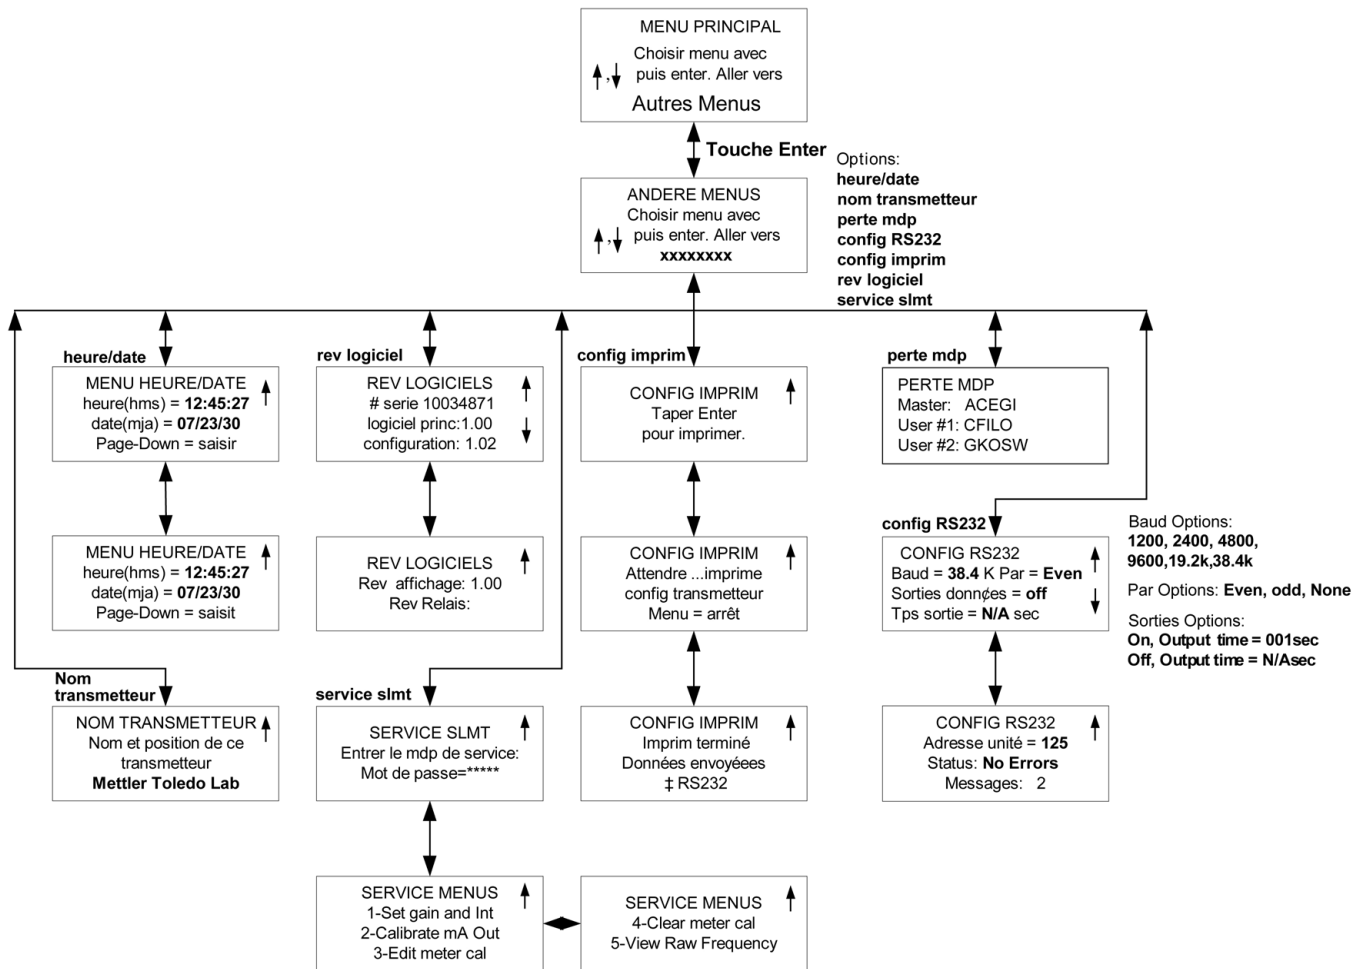 MENU PRINCIPAL
Choisir menu avec
↑,↓ puis enter. Aller vers
Autres Menus
Touche Enter
Options:
heure/date
nom transmetteur
perte mdp
config RS232
config imprim
rev logiciel
service slmt
ANDERE MENUS
Choisir menu avec
↑,↓ puis enter. Aller vers
xxxxxxxx
heure/date
MENU HEURE/DATE ↑
heure(hms) = 12:45:27
date(mja) = 07/23/30
Page-Down = saisir
MENU HEURE/DATE ↑
heure(hms) = 12:45:27
date(mja) = 07/23/30
Page-Down = saisit
Nom
transmetteur
NOM TRANSMETTEUR ↑
Nom et position de ce
transmetteur
Mettler Toledo Lab
rev logiciel
REV LOGICIELS ↑
# serie 10034871
logiciel princ:1.00 ↓
configuration: 1.02
REV LOGICIELS ↑
Rev affichage: 1.00
Rev Relais:
service slmt
SERVICE SLMT ↑
Entrer le mdp de service:
Mot de passe=*****
SERVICE MENUS ↑
1-Set gain and Int
2-Calibrate mA Out
3-Edit meter cal
SERVICE MENUS ↑
4-Clear meter cal
5-View Raw Frequency
config imprim
CONFIG IMPRIM ↑
Taper Enter
pour imprimer.
CONFIG IMPRIM ↑
Attendre ...imprime
config transmetteur
Menu = arrêt
CONFIG IMPRIM ↑
Imprim terminé
Données envoyéees
‡ RS232
perte mdp
PERTE MDP
Master: ACEGI
User #1: CFILO
User #2: GKOSW
config RS232
CONFIG RS232 ↑
Baud = 38.4 K Par = Even
Sorties donn¢es = off ↓
Tps sortie = N/A sec
CONFIG RS232 ↑
Adresse unité = 125
Status: No Errors
Messages: 2
Baud Options:
1200, 2400, 4800,
9600,19.2k,38.4k
Par Options: Even, odd, None
Sorties Options:
On, Output time = 001sec
Off, Output time = N/Asec